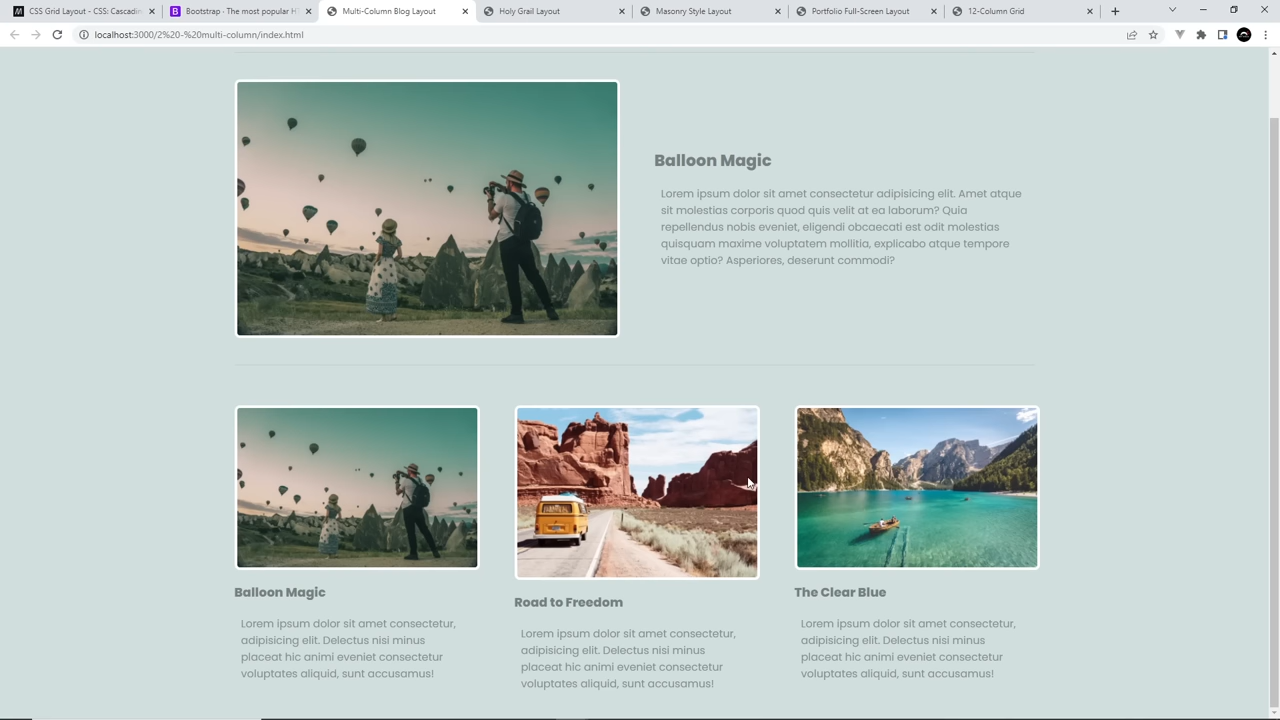 CSS Grid Layout - CSS: Cascadin
Bootstrap · The most popular H
Multi-Column Blog Layout
Holy Grail Layout
Masonry Style Layout
Portfolio Full-Screen Layout
12-Column Grid
localhost:3000/2%20-%20multi-column/index.html
Balloon Magic
Lorem ipsum dolor sit amet consectetur adipisicing elit. Amet atque
sit molestias corporis quod quis velit at ea laborum? Quia
repellendus nobis eveniet, eligendi obcaecati est odit molestias
quisquam maxime voluptatem mollitia, explicabo atque tempore
vitae optio? Asperiores, deserunt commodi?
Balloon Magic
Lorem ipsum dolor sit amet consectetur,
adipisicing elit. Delectus nisi minus
placeat hic animi eveniet consectetur
voluptates aliquid, sunt accusamus!
Road to Freedom
Lorem ipsum dolor sit amet consectetur,
adipisicing elit. Delectus nisi minus
placeat hic animi eveniet consectetur
voluptates aliquid, sunt accusamus!
The Clear Blue
Lorem ipsum dolor sit amet consectetur,
adipisicing elit. Delectus nisi minus
placeat hic animi eveniet consectetur
voluptates aliquid, sunt accusamus!